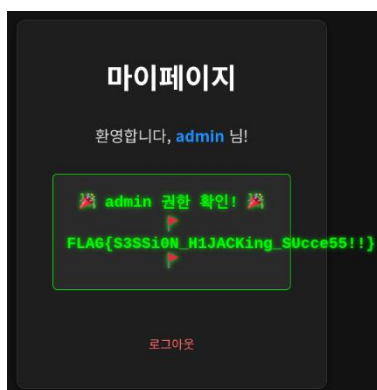 마이페이지
환영합니다, admin 님!
🎉 admin 권한 확인! 🎉
🚩
FLAG{S3SSi0N_H1JACKing_SUcce55!!}
🚩
로그아웃